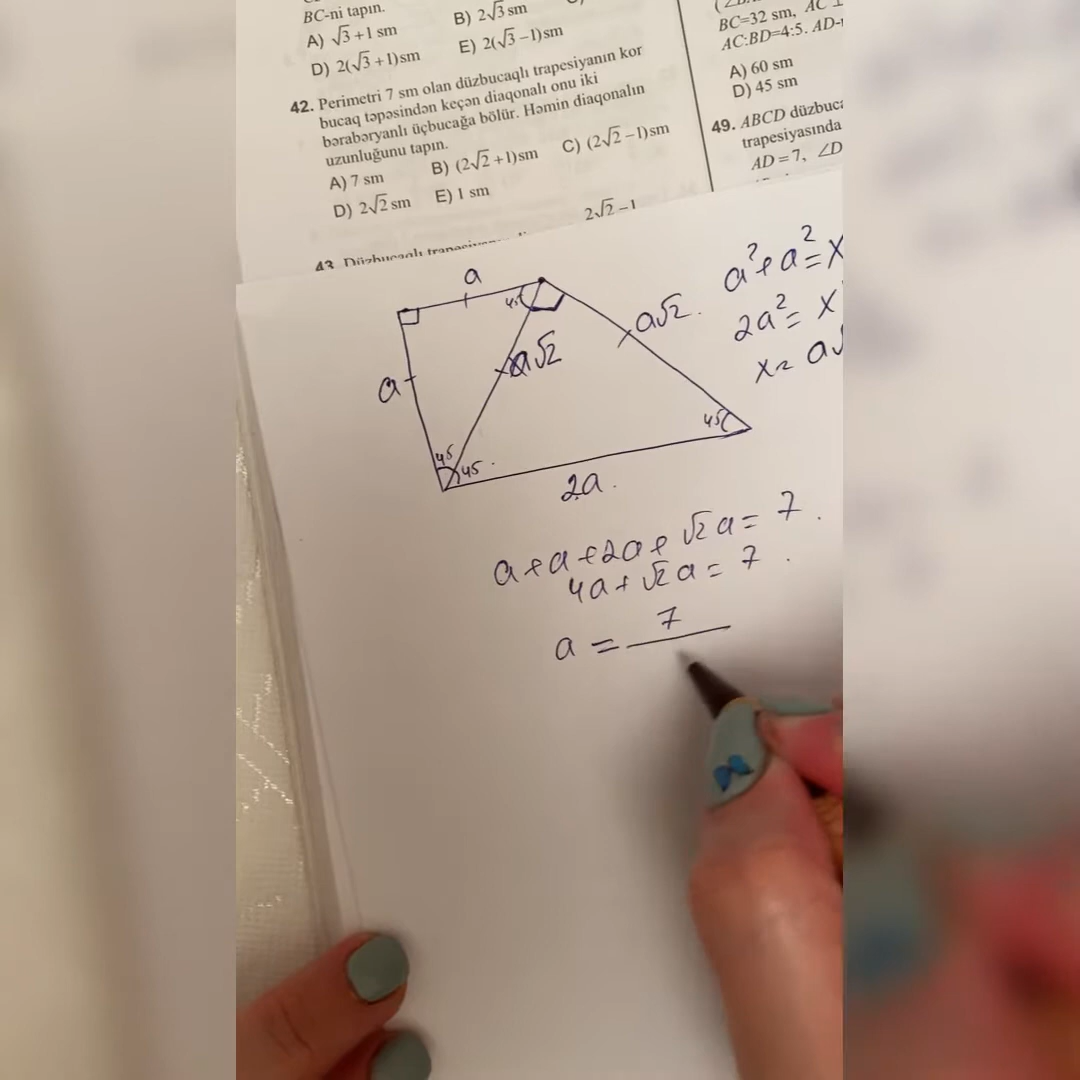 BC-ni tapın.
A) √3+1 sm
B) 2√3 sm
D) 2(√3+1)sm
E) 2(√3−1)sm
42. Perimetri 7 sm olan düzbucaqlı trapesiyanın kor
bucaq təpəsindən keçən diaqonalı onu iki
bərabəryanlı üçbucağa bölür. Həmin diaqonalın
uzunluğunu tapın.
A) 7 sm
B) (2√2+1)sm
C) (2√2−1)sm
D) 2√2 sm
E) 1 sm
2√2−1
43. Düzbucaqlı
BC=32 sm, AC ⊥
AC:BD=4:5. AD-
A) 60 sm
D) 45 sm
49. ABCD düzbuc
trapesiyasında
AD=7, ∠D
a
45
a√2
a√2
a
45
45
45
2a
a²+a²=x
2a²=x
x=a√
a+a+2a+√2a=7
4a+√2a=7
a=7